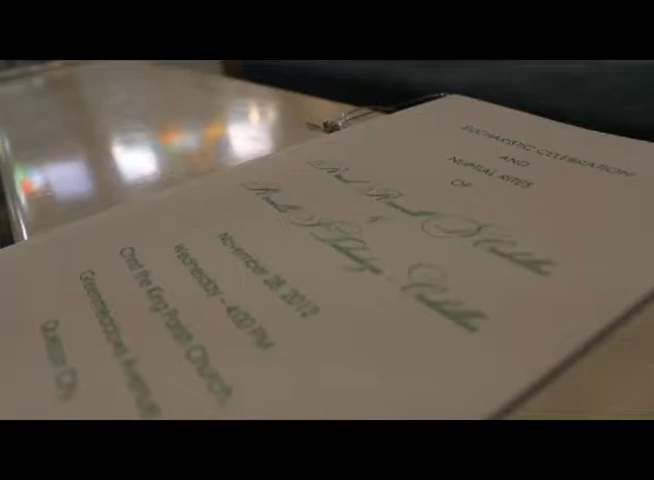 EUCHARISTIC CELEBRATION
AND
NUPTIAL RITES
OF
&
November 28, 2012
Wednesday - 4:00 PM
Christ the King Parish Church
Greenmeadows Avenue
Quezon City